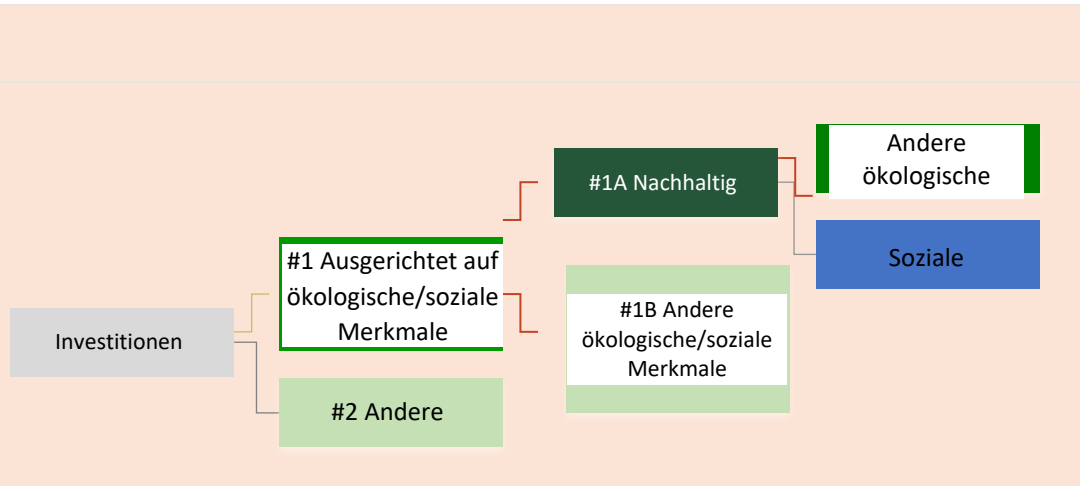 Investitionen
#1 Ausgerichtet auf
ökologische/soziale
Merkmale
#2 Andere
#1A Nachhaltig
#1B Andere
ökologische/soziale
Merkmale
Andere
ökologische
Soziale